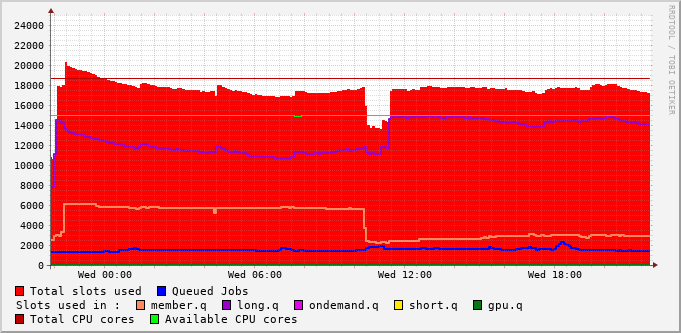 24000
22000
20000
18000
16000
14000
12000
10000
8000
6000
4000
2000
0
Wed 00:00 Wed 06:00 Wed 12:00 Wed 18:00
Total slots used Queued Jobs
Slots used in : member.q long.q ondemand.q short.q gpu.q
Total CPU cores Available CPU cores
RRDTOOL / TOBI OETIKER